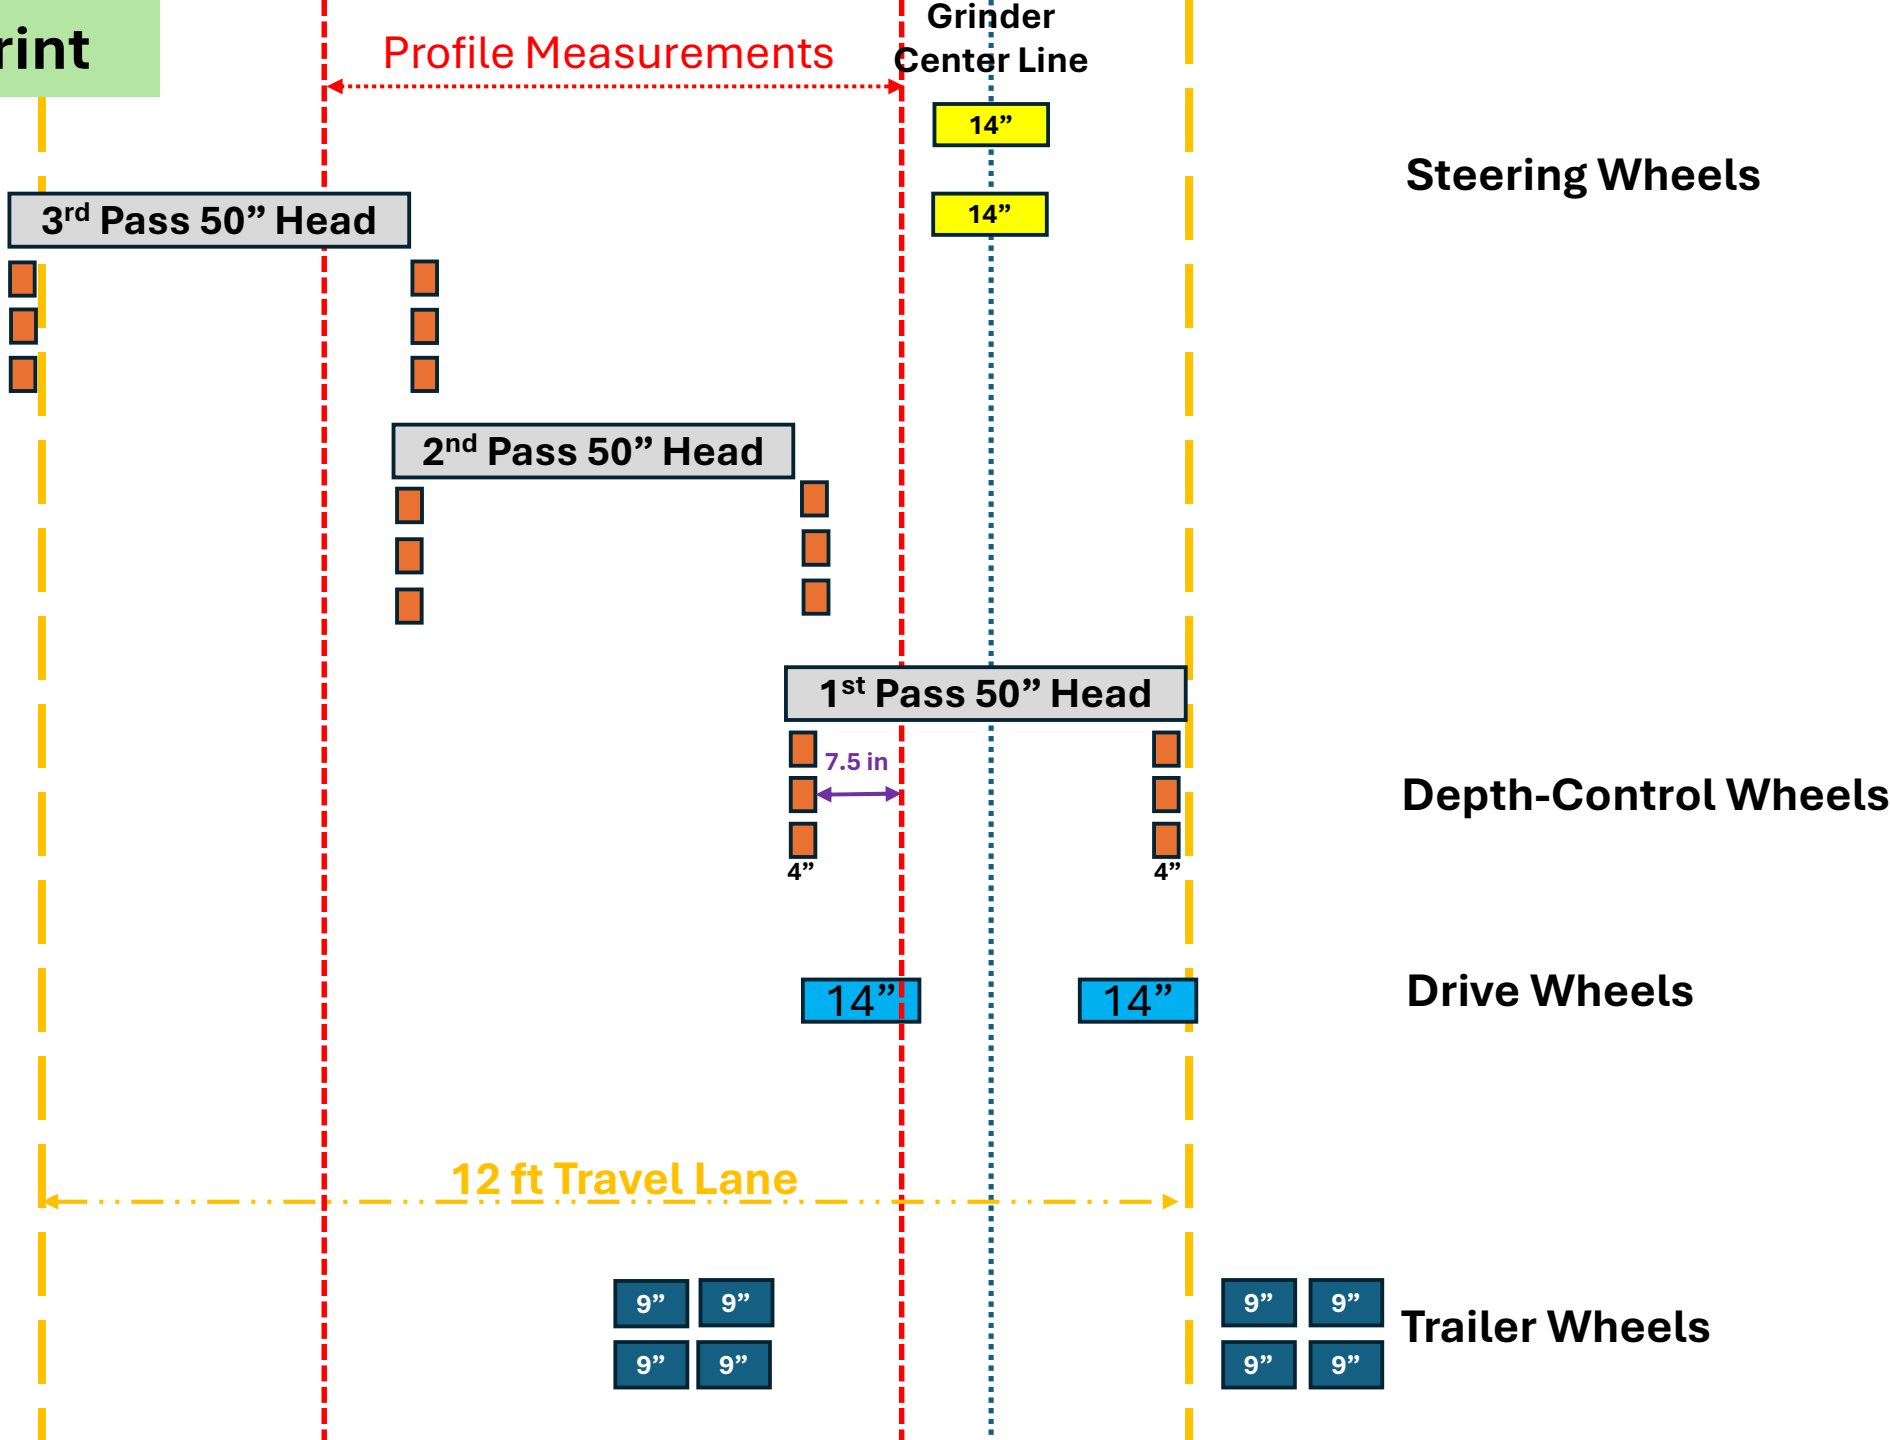 rint
Profile Measurements
Grinder
Center Line
14”
Steering Wheels
14”
3rd Pass 50” Head
2nd Pass 50” Head
1st Pass 50” Head
7.5 in
Depth-Control Wheels
4” 4”
14” 14”
Drive Wheels
12 ft Travel Lane
9” 9” 9” 9”
Trailer Wheels
9” 9” 9” 9”